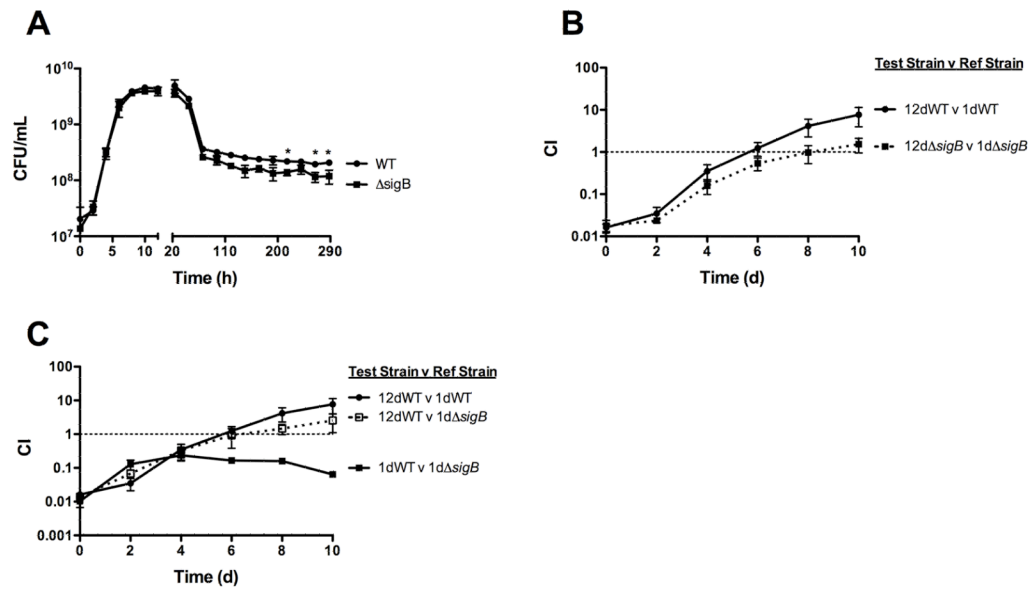 A
CFU/mL
10^10
10^9
10^8
10^7
0 5 10 20 110 200 290
Time (h)
* * *
WT
ΔsigB
B
Test Strain v Ref Strain
CI
100
10
1
0.1
0.01
0 2 4 6 8 10
Time (d)
12dWT v 1dWT
12dΔsigB v 1dΔsigB
C
Test Strain v Ref Strain
CI
100
10
1
0.1
0.01
0.001
0 2 4 6 8 10
Time (d)
12dWT v 1dWT
12dWT v 1dΔsigB
1dWT v 1dΔsigB